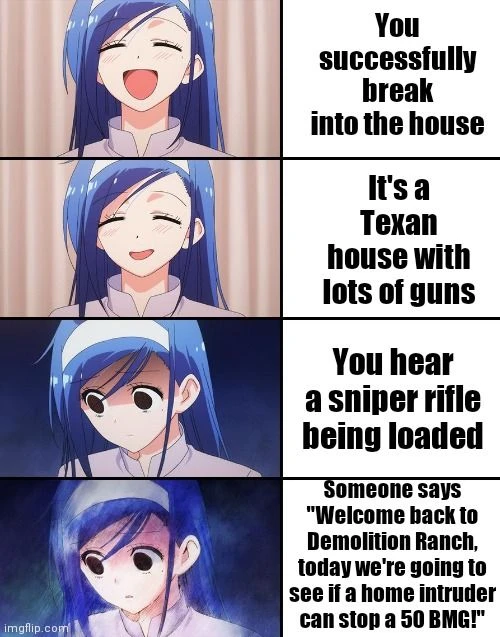 You
successfully
break
into the house
It's a
Texan
house with
lots of guns
You hear
a sniper rifle
being loaded
Someone says
"Welcome back to
Demolition Ranch,
today we're going to
see if a home intruder
can stop a 50 BMG!"
imgflip.com